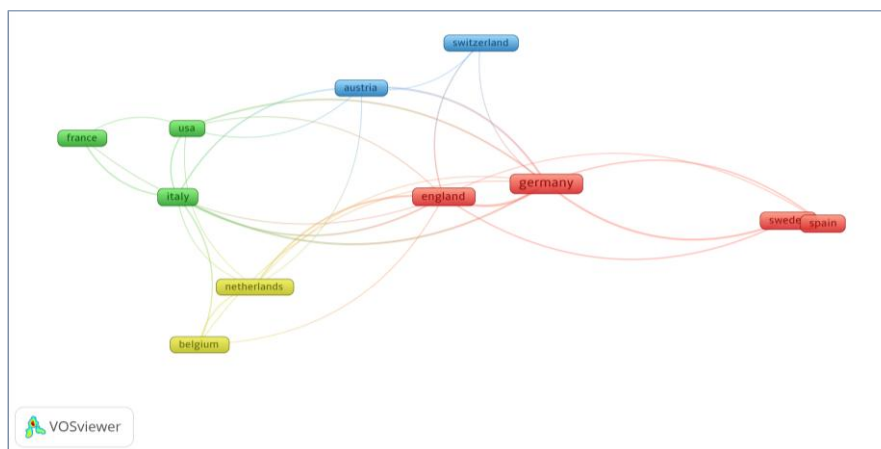 switzerland
austria
usa
france
germany
italy
england
swede
spain
netherlands
belgium
VOSviewer